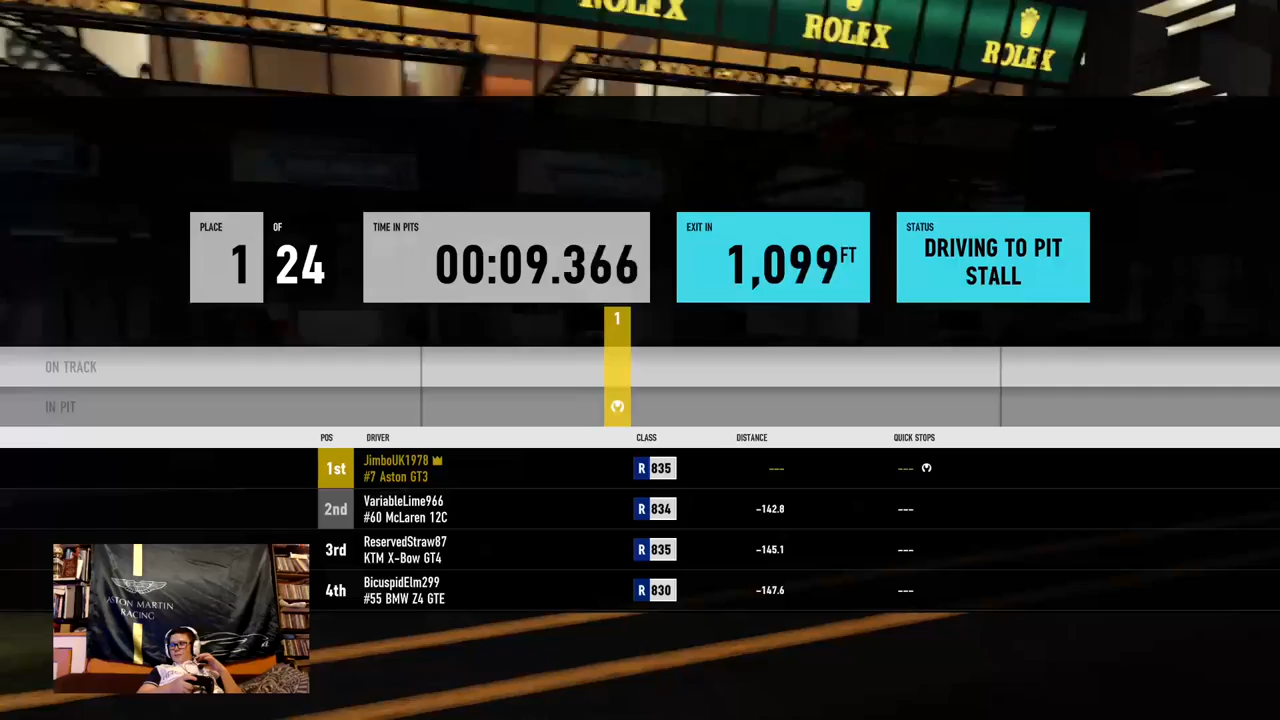 ROLEX
ROLEX
ROLEX
PLACE
1
OF
24
TIME IN PITS
00:09.366
EXIT IN
1,099 FT
STATUS
DRIVING TO PIT
STALL
1
ON TRACK
IN PIT
POS DRIVER CLASS DISTANCE QUICK STOPS
1st JimboUK1978 R 835 --- ---
#7 Aston GT3
2nd VariableLime966 R 834 -142.8 ---
#60 McLaren 12C
3rd ReservedStraw87 R 835 -145.1 ---
KTM X-Bow GT4
4th BicuspidElm299 R 830 -147.6 ---
#55 BMW Z4 GTE
ASTON MARTIN
RACING